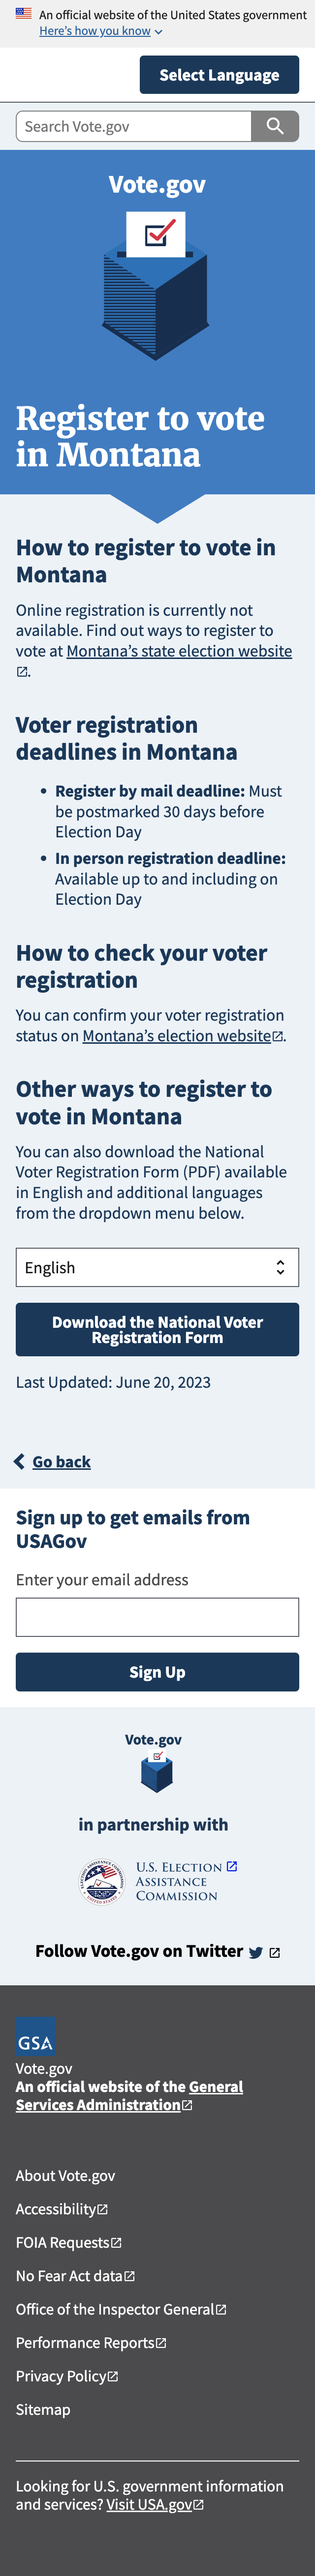 An official website of the United States government
Here's how you know
Select Language
Search Vote.gov
Vote.gov
Register to vote
in Montana
How to register to vote in
Montana
Online registration is currently not
available. Find out ways to register to
vote at Montana's state election website
.
Voter registration
deadlines in Montana
• Register by mail deadline: Must
be postmarked 30 days before
Election Day
• In person registration deadline:
Available up to and including on
Election Day
How to check your voter
registration
You can confirm your voter registration
status on Montana's election website.
Other ways to register to
vote in Montana
You can also download the National
Voter Registration Form (PDF) available
in English and additional languages
from the dropdown menu below.
English
Download the National Voter
Registration Form
Last Updated: June 20, 2023
Go back
Sign up to get emails from
USAGov
Enter your email address
Sign Up
Vote.gov
in partnership with
U.S. Election
Assistance
Commission
Follow Vote.gov on Twitter
GSA
Vote.gov
An official website of the General
Services Administration
About Vote.gov
Accessibility
FOIA Requests
No Fear Act data
Office of the Inspector General
Performance Reports
Privacy Policy
Sitemap
Looking for U.S. government information
and services? Visit USA.gov